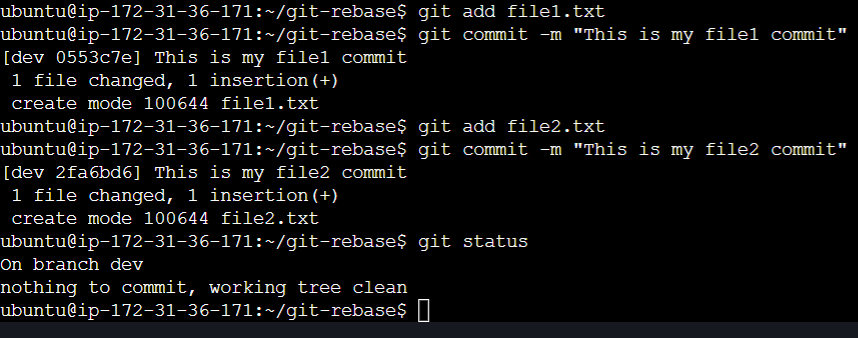 ubuntu@ip-172-31-36-171:~/git-rebase$ git add file1.txt
ubuntu@ip-172-31-36-171:~/git-rebase$ git commit -m "This is my file1 commit"
[dev 0553c7e] This is my file1 commit
 1 file changed, 1 insertion(+)
 create mode 100644 file1.txt
ubuntu@ip-172-31-36-171:~/git-rebase$ git add file2.txt
ubuntu@ip-172-31-36-171:~/git-rebase$ git commit -m "This is my file2 commit"
[dev 2fa6bd6] This is my file2 commit
 1 file changed, 1 insertion(+)
 create mode 100644 file2.txt
ubuntu@ip-172-31-36-171:~/git-rebase$ git status
On branch dev
nothing to commit, working tree clean
ubuntu@ip-172-31-36-171:~/git-rebase$